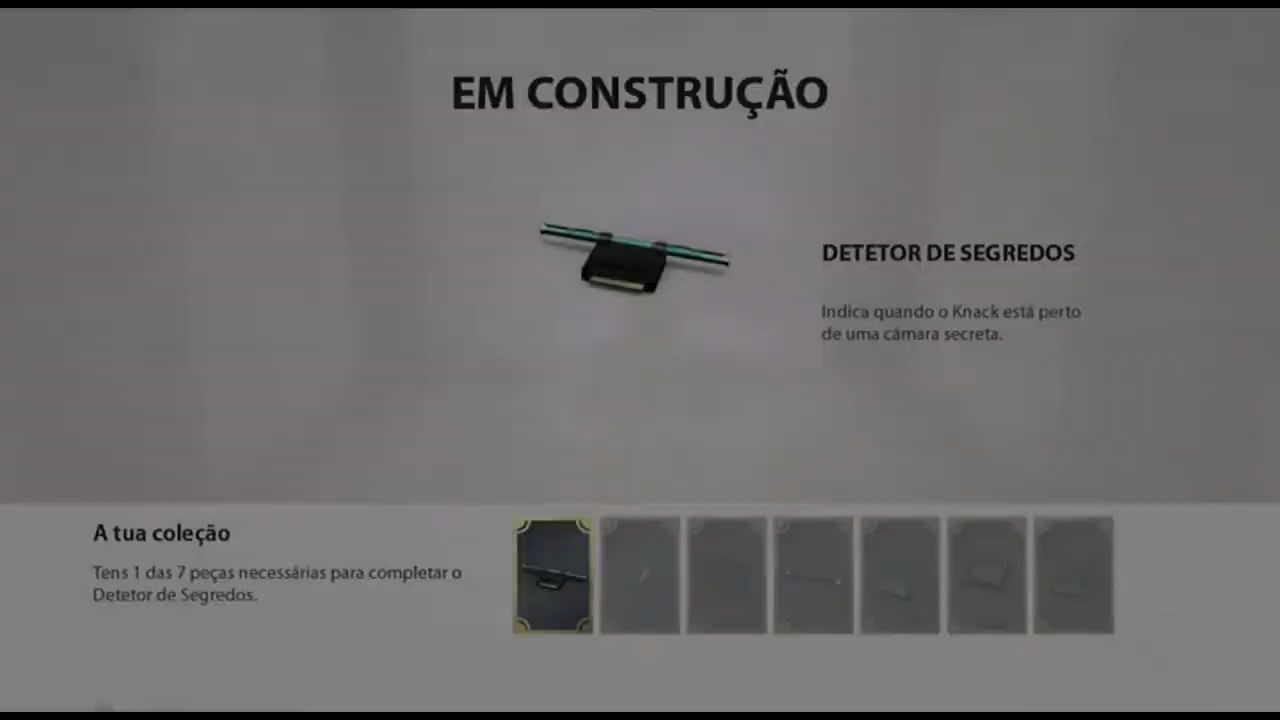 EM CONSTRUÇÃO
DETETOR DE SEGREDOS
Indica quando o Knack está perto
de uma câmara secreta.
A tua coleção
Tens 1 das 7 peças necessárias para completar o
Detetor de Segredos.